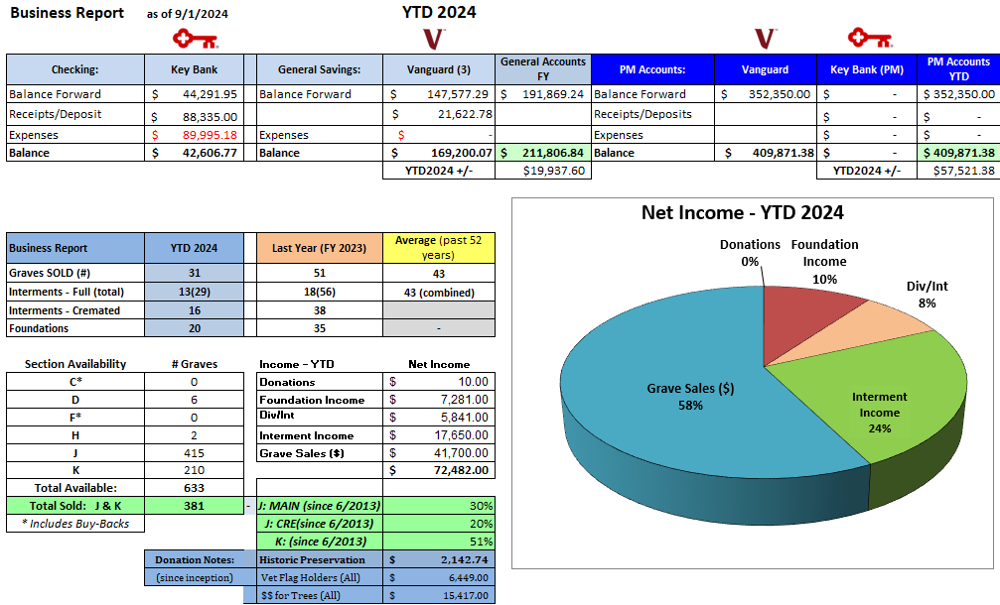 Business Report as of 9/1/2024 YTD 2024
V V
General Accounts PM Accounts
Checking: Key Bank General Savings: Vanguard (3) FY PM Accounts: Vanguard Key Bank (PM) YTD
Balance Forward $ 44,291.95 Balance Forward $ 147,577.29 $ 191,869.24 Balance Forward $ 352,350.00 $ - $ 352,350.00
Receipts/Deposit $ 88,335.00 $ 21,622.78 Receipts/Deposits $ - $ -
Expenses $ 89,995.18 Expenses $ - Expenses $ - $ -
Balance $ 42,606.77 Balance $ 169,200.07 $ 211,806.84 Balance $ 409,871.38 $ - $ 409,871.38
YTD2024 +/- $19,937.60 YTD2024 +/- $57,521.38
Business Report YTD 2024 Last Year (FY 2023) Average (past 52
years)
Graves SOLD (#) 31 51 43
Interments - Full (total) 13(29) 18(56) 43 (combined)
Interments - Cremated 16 38
Foundations 20 35 -
Section Availability # Graves Income - YTD Net Income
C* 0 Donations $ 10.00
D 6 Foundation Income $ 7,281.00
F* 0 Div/Int $ 5,841.00
H 2 Interment Income $ 17,650.00
J 415 Grave Sales ($) $ 41,700.00
K 210 $ 72,482.00
Total Available: 633
Total Sold: J & K 381 - J: MAIN (since 6/2013) 30%
* Includes Buy-Backs J: CRE(since 6/2013) 20%
K: (since 6/2013) 51%
Donation Notes: Historic Preservation $ 2,142.74
(since inception) Vet Flag Holders (All) $ 6,449.00
$$ for Trees (All) $ 15,417.00
Net Income - YTD 2024
Donations
0%
Foundation
Income
10%
Div/Int
8%
Grave Sales ($)
58%
Interment
Income
24%